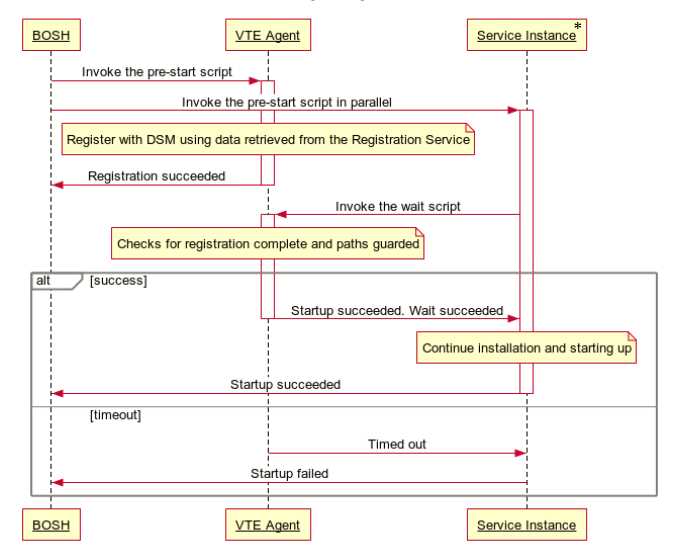 BOSH
VTE Agent
Service Instance*
Invoke the pre-start script
Invoke the pre-start script in parallel
Register with DSM using data retrieved from the Registration Service
Registration succeeded
Invoke the wait script
Checks for registration complete and paths guarded
alt
[success]
Startup succeeded. Wait succeeded
Continue installation and starting up
Startup succeeded
[timeout]
Timed out
Startup failed
BOSH
VTE Agent
Service Instance